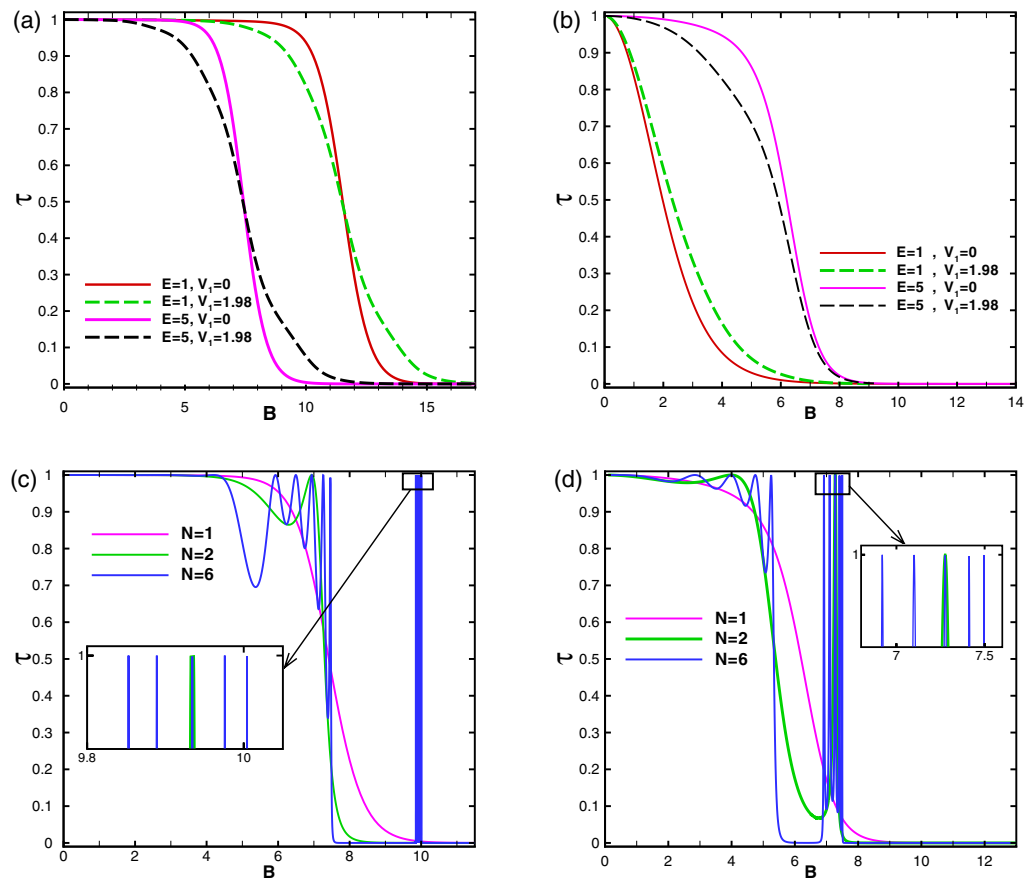 (a)
1
0.9
0.8
0.7
0.6
0.5
0.4
0.3
0.2
0.1
0
τ
E=1, V₁=0
E=1, V₁=1.98
E=5, V₁=0
E=5, V₁=1.98
0 5 10 15
B
(b)
1
0.9
0.8
0.7
0.6
0.5
0.4
0.3
0.2
0.1
0
τ
E=1 , V₁=0
E=1 , V₁=1.98
E=5 , V₁=0
E=5 , V₁=1.98
0 2 4 6 8 10 12 14
B
(c)
1
0.9
0.8
0.7
0.6
0.5
0.4
0.3
0.2
0.1
0
τ
N=1
N=2
N=6
1
9.8 10
0 2 4 6 8 10
B
(d)
1
0.9
0.8
0.7
0.6
0.5
0.4
0.3
0.2
0.1
0
τ
N=1
N=2
N=6
1
7 7.5
0 2 4 6 8 10 12
B